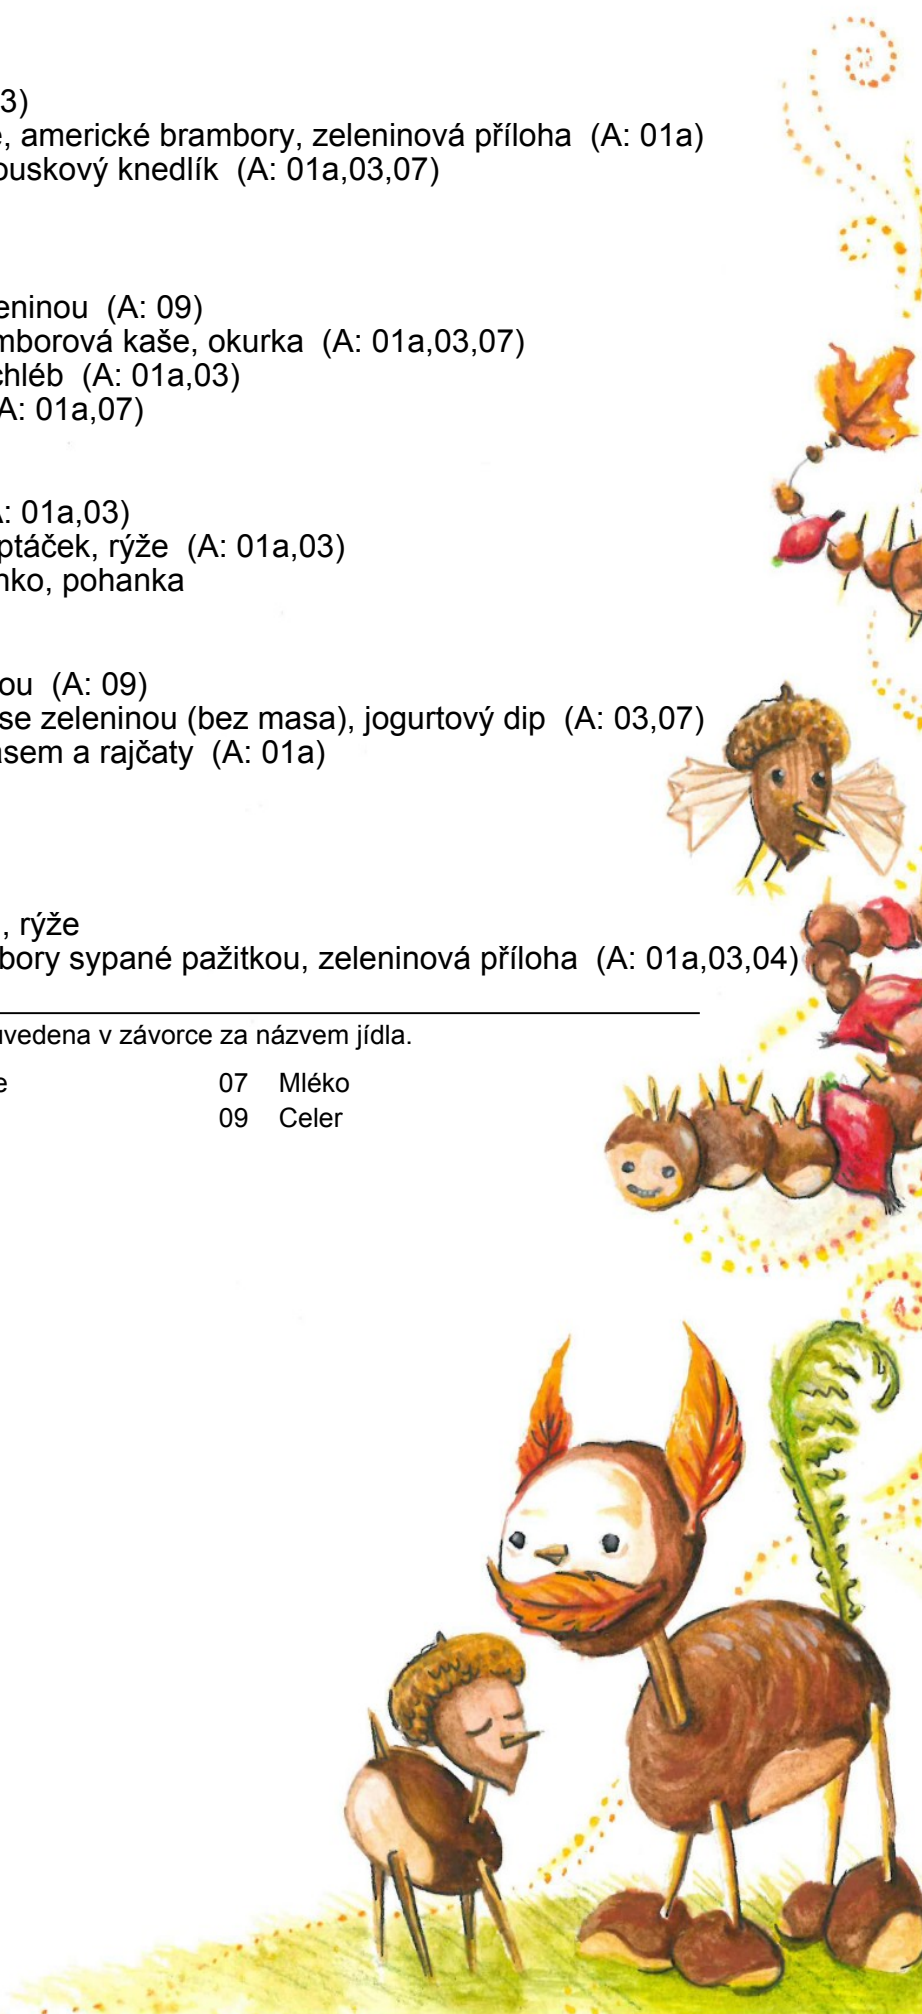 3)
, americké brambory, zeleninová příloha (A: 01a)
ouskový knedlík (A: 01a,03,07)
eninou (A: 09)
mborová kaše, okurka (A: 01a,03,07)
chléb (A: 01a,03)
A: 01a,07)
: 01a,03)
ptáček, rýže (A: 01a,03)
nko, pohanka
ou (A: 09)
se zeleninou (bez masa), jogurtový dip (A: 03,07)
asem a rajčaty (A: 01a)
, rýže
bory sypané pažitkou, zeleninová příloha (A: 01a,03,04)
uvedena v závorce za názvem jídla.
e 07 Mléko
09 Celer